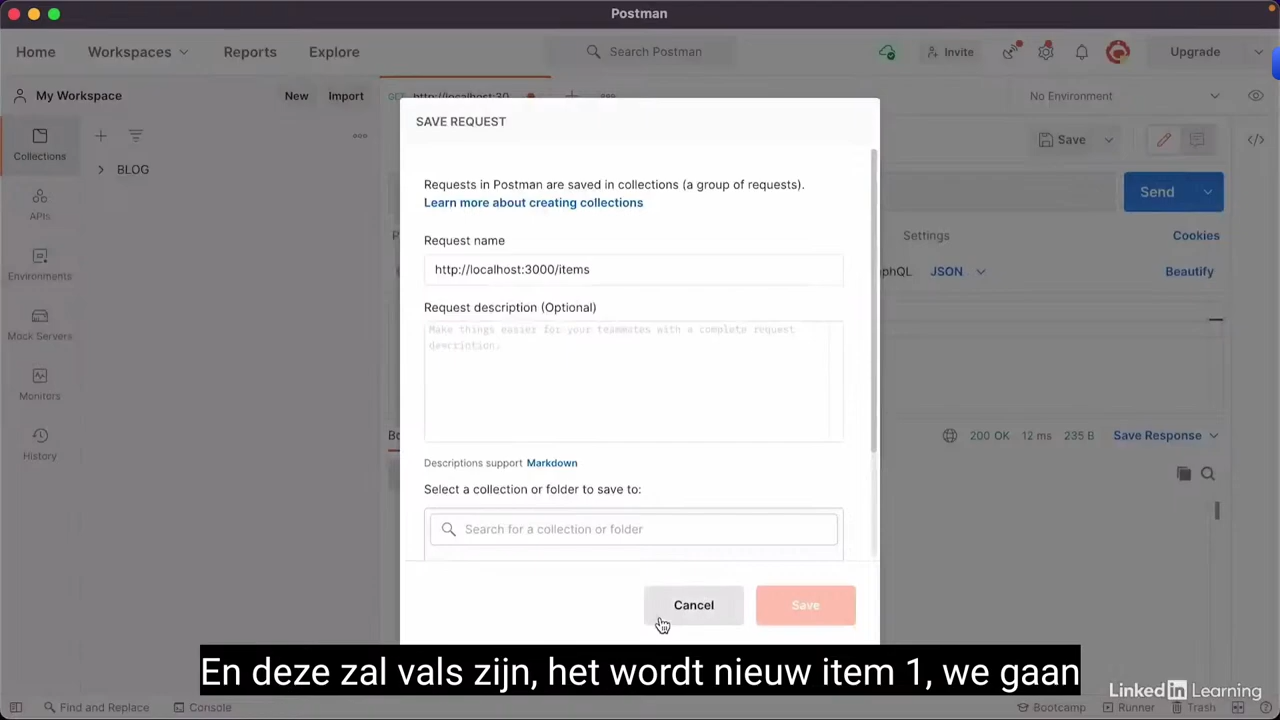 Postman
Home
Workspaces
Reports
Explore
Search Postman
Invite
Upgrade
My Workspace
New
Import
http://localhost:30
No Environment
Collections
BLOG
Save
SAVE REQUEST
Requests in Postman are saved in collections (a group of requests).
Learn more about creating collections
Send
APIs
Settings
Cookies
Request name
http://localhost:3000/items
JSON
Beautify
Environments
Request description (Optional)
Make things easier for your teammates with a complete request
description.
Mock Servers
Monitors
History
200 OK
12 ms
235 B
Save Response
Descriptions support Markdown
Select a collection or folder to save to:
Search for a collection or folder
Cancel
Save
En deze zal vals zijn, het wordt nieuw item 1, we gaan
LinkedIn Learning
Find and Replace
Console
Bootcamp
Runner
Trash